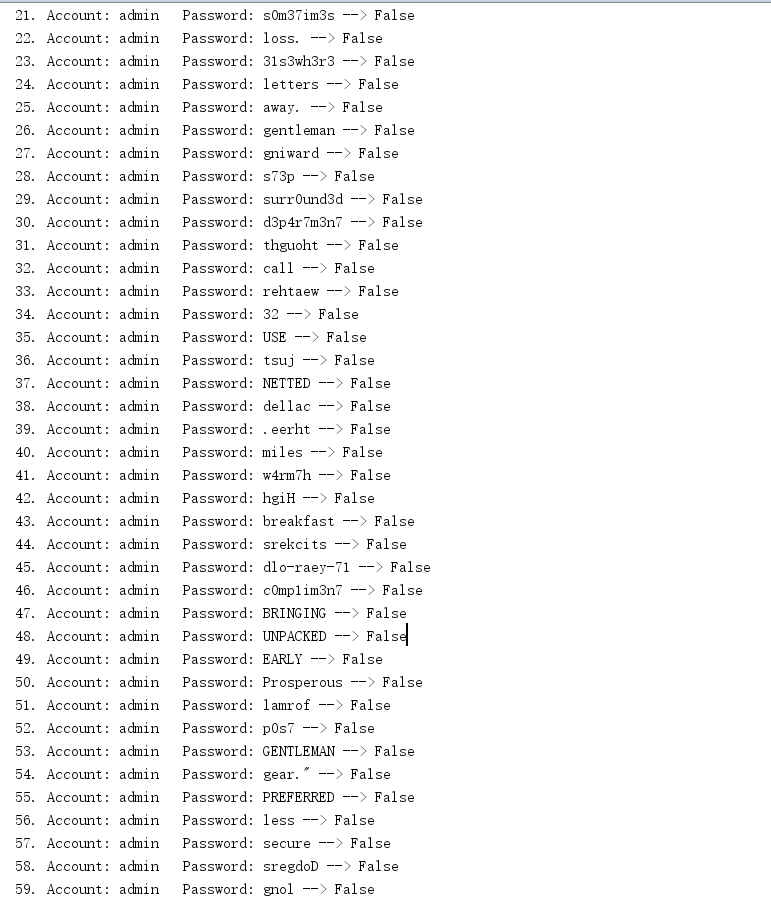 21. Account: admin   Password: s0m37im3s --> False
22. Account: admin   Password: loss. --> False
23. Account: admin   Password: 31s3wh3r3 --> False
24. Account: admin   Password: letters --> False
25. Account: admin   Password: away. --> False
26. Account: admin   Password: gentleman --> False
27. Account: admin   Password: gniward --> False
28. Account: admin   Password: s73p --> False
29. Account: admin   Password: surr0und3d --> False
30. Account: admin   Password: d3p4r7m3n7 --> False
31. Account: admin   Password: thguoht --> False
32. Account: admin   Password: call --> False
33. Account: admin   Password: rehtaew --> False
34. Account: admin   Password: 32 --> False
35. Account: admin   Password: USE --> False
36. Account: admin   Password: tsuj --> False
37. Account: admin   Password: NETTED --> False
38. Account: admin   Password: dellac --> False
39. Account: admin   Password: .eerht --> False
40. Account: admin   Password: miles --> False
41. Account: admin   Password: w4rm7h --> False
42. Account: admin   Password: hgiH --> False
43. Account: admin   Password: breakfast --> False
44. Account: admin   Password: srekcits --> False
45. Account: admin   Password: dlo-raey-71 --> False
46. Account: admin   Password: c0mp1im3n7 --> False
47. Account: admin   Password: BRINGING --> False
48. Account: admin   Password: UNPACKED --> False
49. Account: admin   Password: EARLY --> False
50. Account: admin   Password: Prosperous --> False
51. Account: admin   Password: lamrof --> False
52. Account: admin   Password: p0s7 --> False
53. Account: admin   Password: GENTLEMAN --> False
54. Account: admin   Password: gear." --> False
55. Account: admin   Password: PREFERRED --> False
56. Account: admin   Password: less --> False
57. Account: admin   Password: secure --> False
58. Account: admin   Password: sregdoD --> False
59. Account: admin   Password: gnol --> False